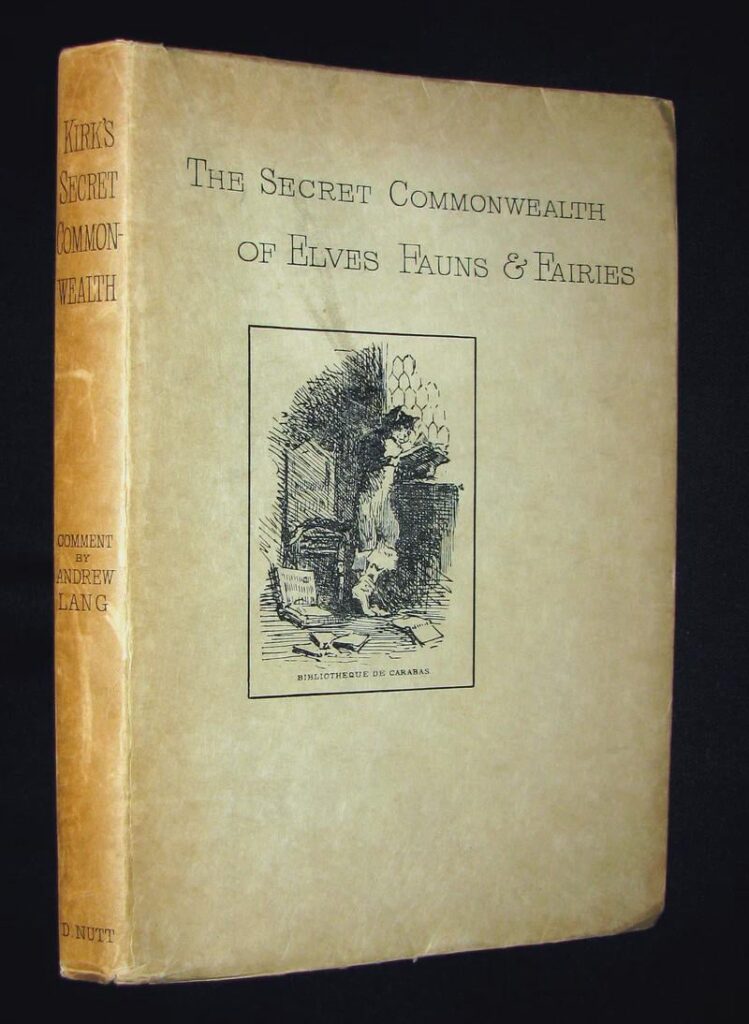 KIRK'S
SECRET
COMMON-
WEALTH
COMMENT
BY
ANDREW
LANG
D. NUTT
THE SECRET COMMONWEALTH
OF ELVES FAUNS & FAIRIES
BIBLIOTHEQUE DE CARABAS